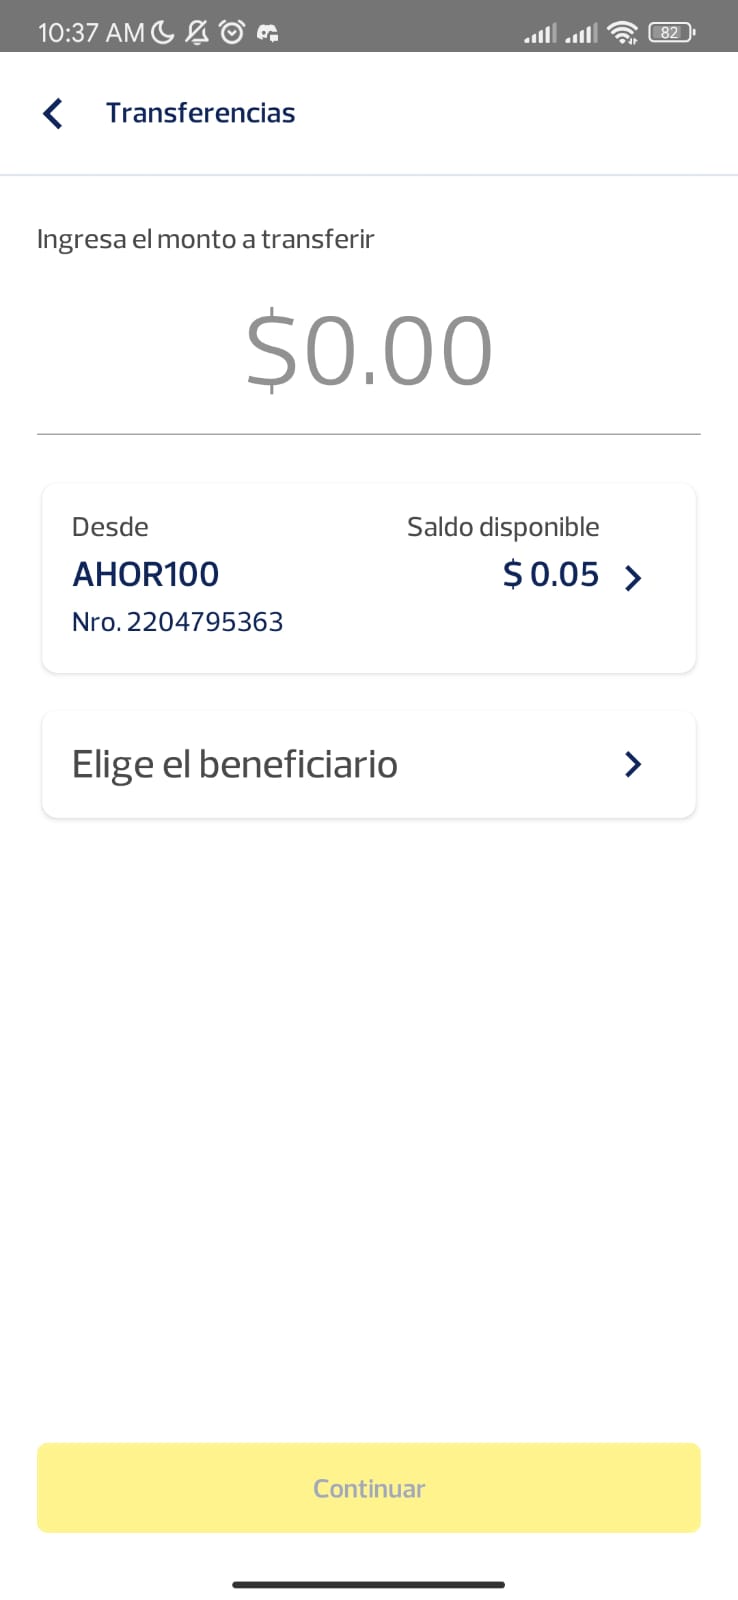 10:37 AM
82
Transferencias
Ingresa el monto a transferir
$0.00
Desde
Saldo disponible
AHOR100
$ 0.05
Nro. 2204795363
Elige el beneficiario
Continuar